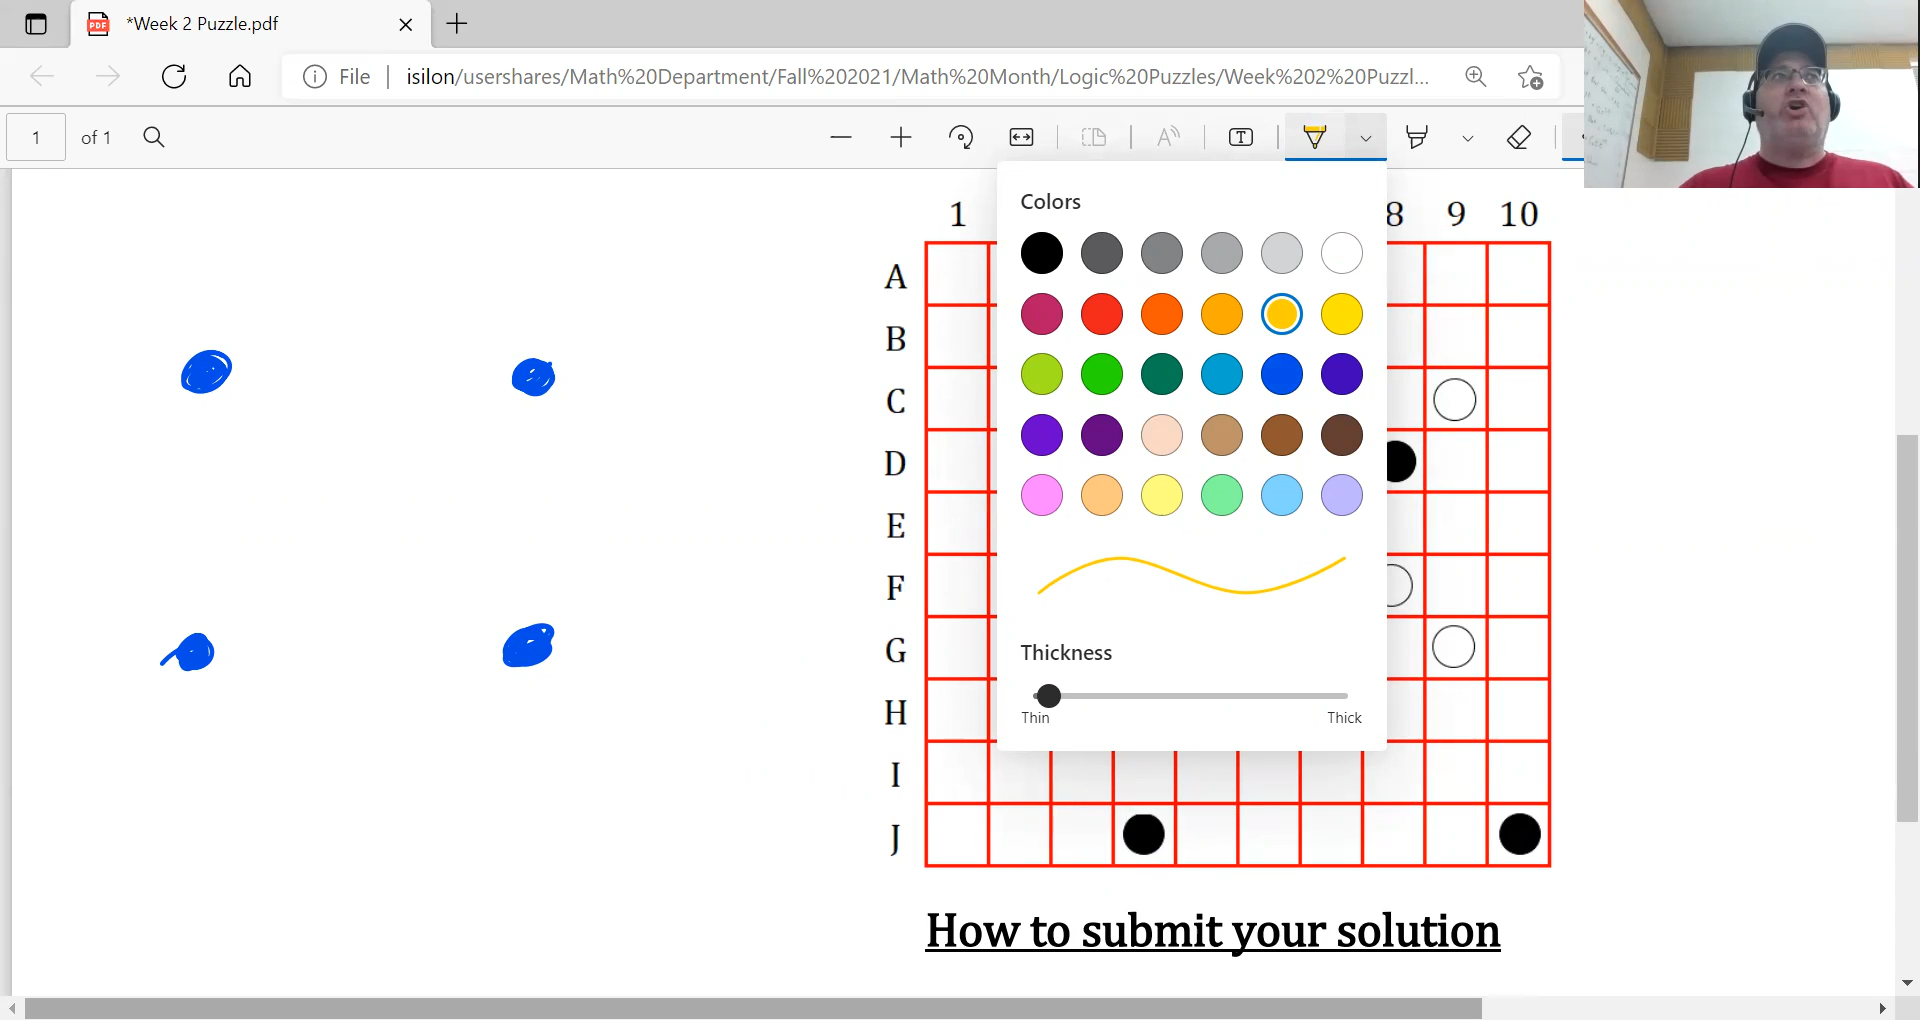 *Week 2 Puzzle.pdf
File isilon/usershares/Math%20Department/Fall%202021/Math%20Month/Logic%20Puzzles/Week%202%20Puzzl...
1 of 1
Colors
Thickness
Thin Thick
1 8 9 10
A
B
C
D
E
F
G
H
I
J
How to submit your solution